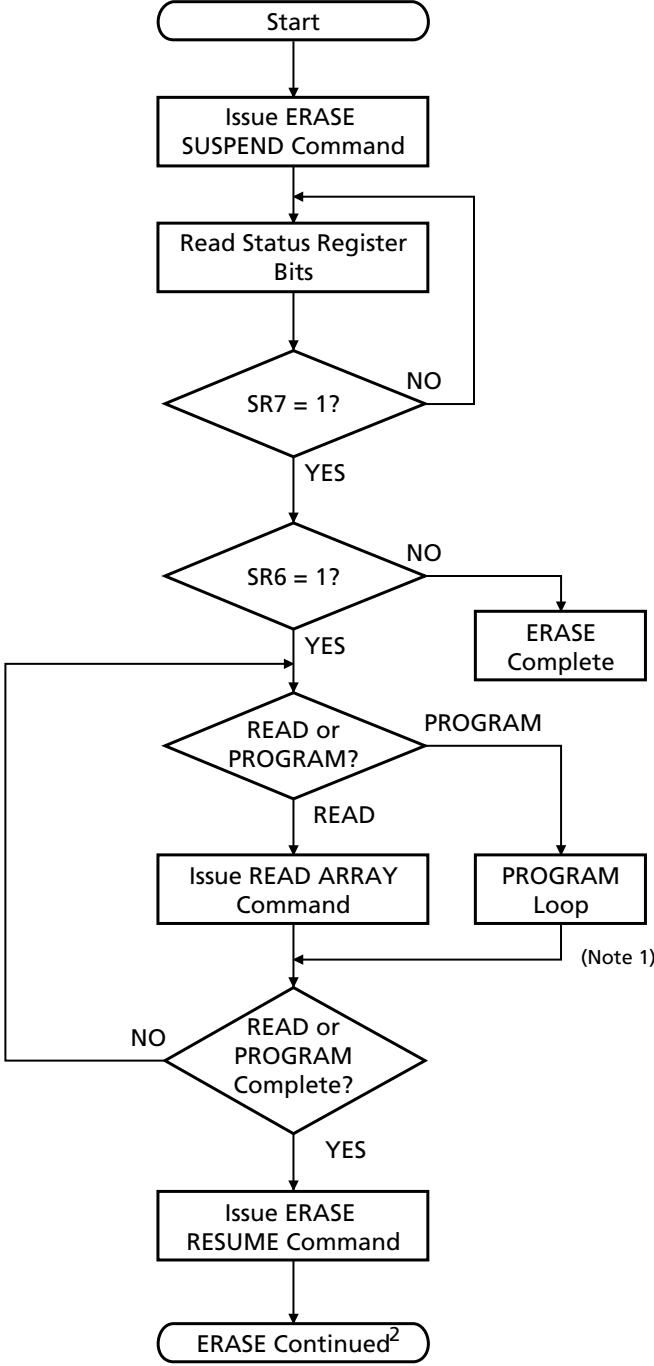 Start
Issue ERASE
SUSPEND Command
Read Status Register
Bits
NO
SR7 = 1?
YES
NO
SR6 = 1?
YES
ERASE
Complete
READ or
PROGRAM?
PROGRAM
READ
Issue READ ARRAY
Command
PROGRAM
Loop
(Note 1)
NO
READ or
PROGRAM
Complete?
YES
Issue ERASE
RESUME Command
ERASE Continued2